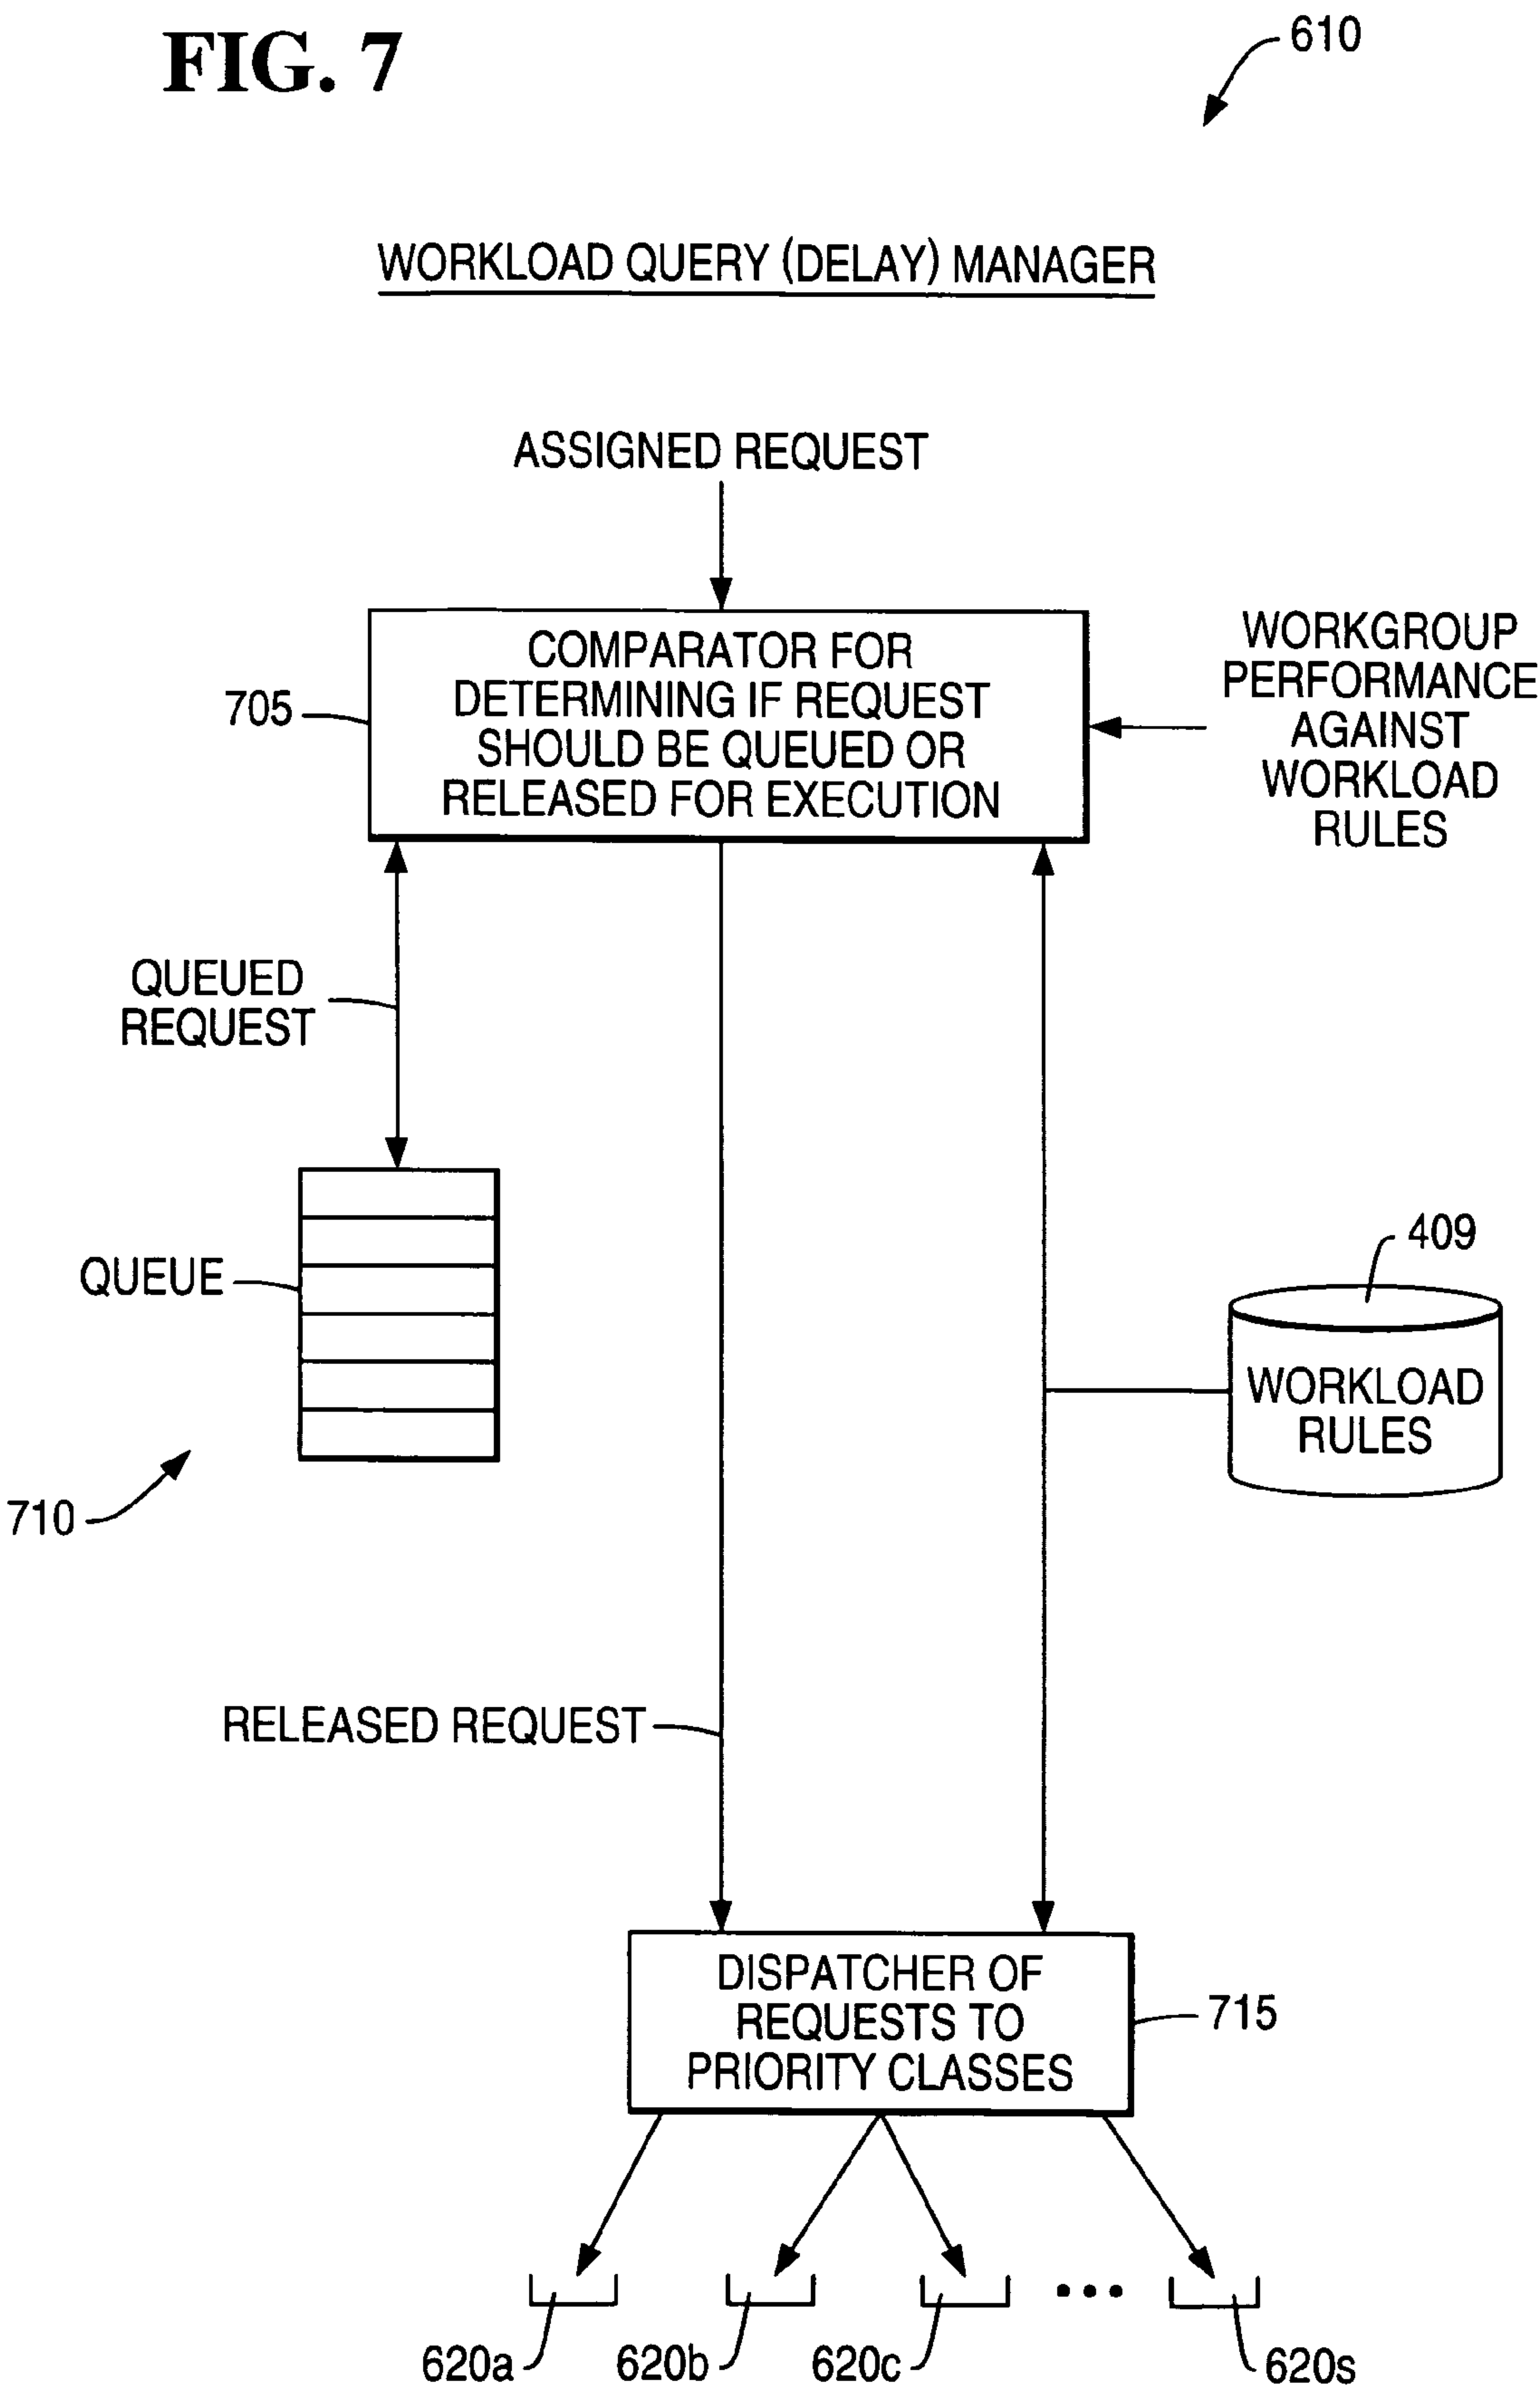 FIG. 7
610
WORKLOAD QUERY (DELAY) MANAGER
ASSIGNED REQUEST
COMPARATOR FOR
DETERMINING IF REQUEST
SHOULD BE QUEUED OR
RELEASED FOR EXECUTION
705
WORKGROUP
PERFORMANCE
AGAINST
WORKLOAD
RULES
QUEUED
REQUEST
QUEUE
710
409
WORKLOAD
RULES
RELEASED REQUEST
DISPATCHER OF
REQUESTS TO
PRIORITY CLASSES
715
620a
620b
620c
620s